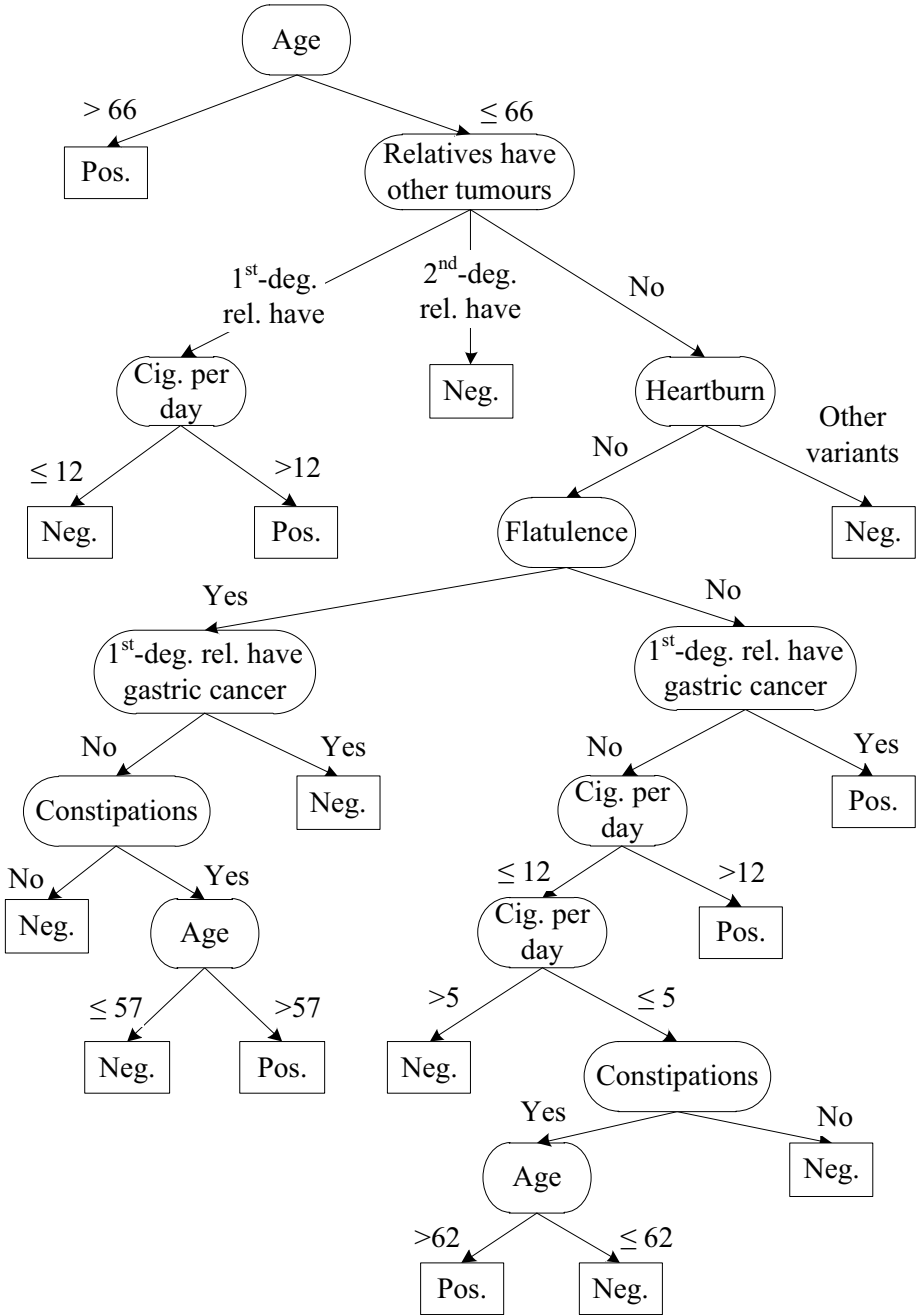 Age
> 66
≤ 66
Pos.
Relatives have
other tumours
1st-deg.
rel. have
2nd-deg.
rel. have
No
Cig. per
day
Neg.
Heartburn
≤ 12
>12
No
Other
variants
Neg.
Pos.
Flatulence
Neg.
Yes
No
1st-deg. rel. have
gastric cancer
1st-deg. rel. have
gastric cancer
No
Yes
No
Yes
Constipations
Neg.
Cig. per
day
Pos.
No
Yes
≤ 12
>12
Neg.
Age
Cig. per
day
Pos.
≤ 57
>57
>5
≤ 5
Neg.
Pos.
Neg.
Constipations
Yes
No
Age
Neg.
>62
≤ 62
Pos.
Neg.